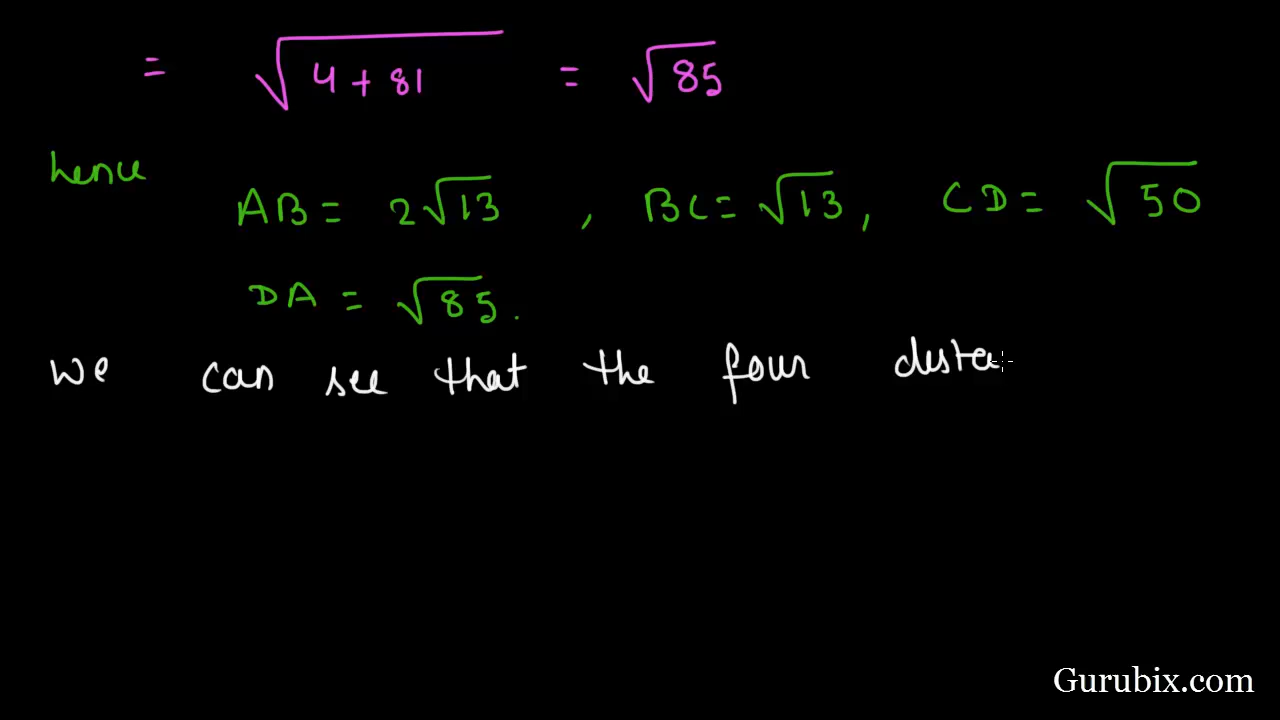 = √4+81 = √85
hence
AB = 2√13 , BC = √13 , CD = √50
DA = √85 .
we can see that the four dista
Gurubix.com